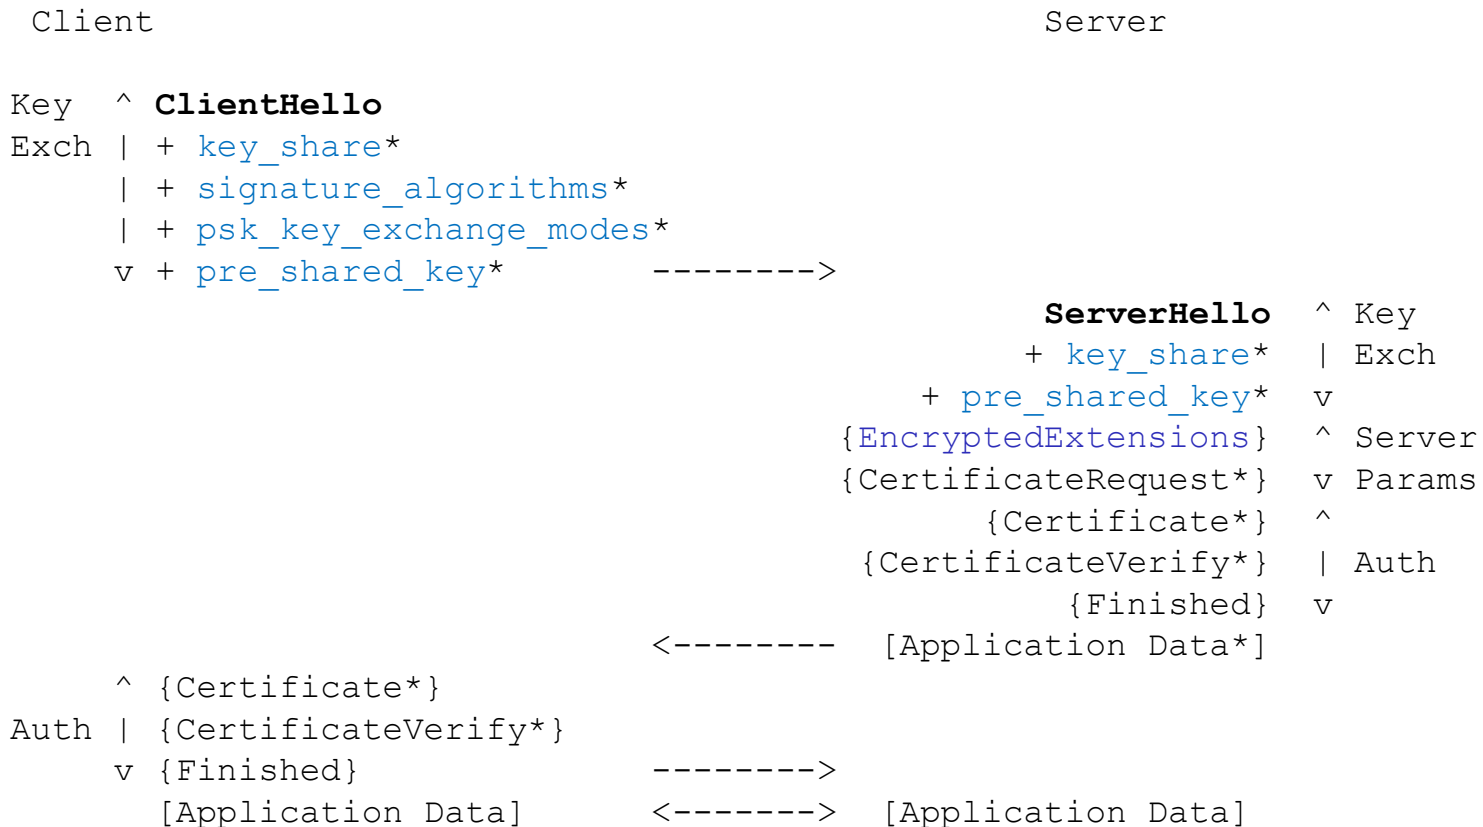 Client                                           Server

Key  ^ ClientHello
Exch | + key_share*
     | + signature_algorithms*
     | + psk_key_exchange_modes*
     v + pre_shared_key*       -------->
                                                  ServerHello  ^ Key
                                                 + key_share*  | Exch
                                            + pre_shared_key*  v
                                        {EncryptedExtensions}  ^ Server
                                        {CertificateRequest*}  v Params
                                               {Certificate*}  ^
                                         {CertificateVerify*}  | Auth
                                                   {Finished}  v
                               <--------  [Application Data*]
     ^ {Certificate*}
Auth | {CertificateVerify*}
     v {Finished}              -------->
       [Application Data]      <------->  [Application Data]